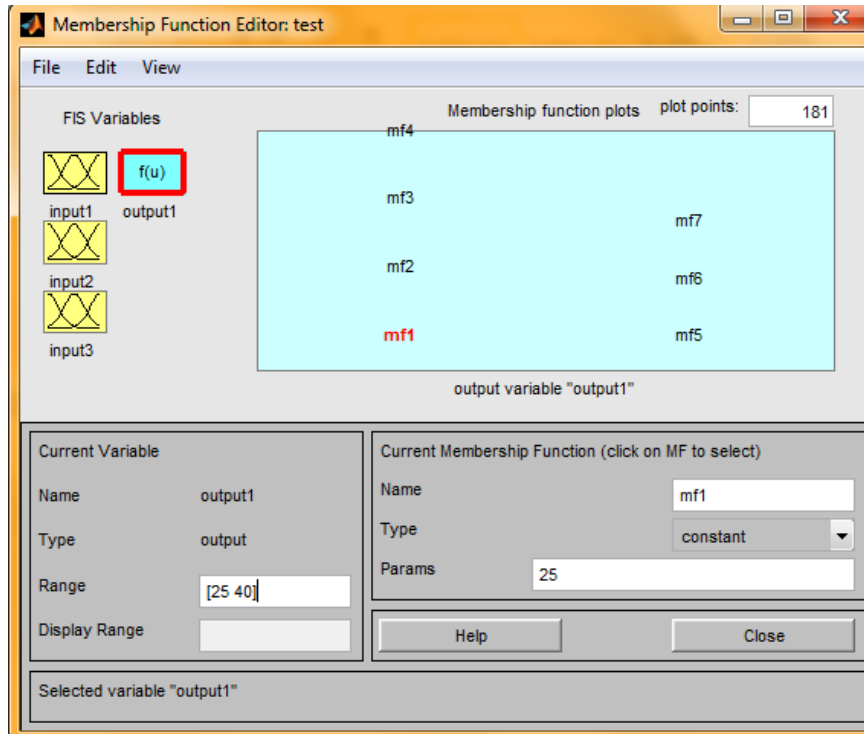 Membership Function Editor: test
File Edit View
FIS Variables
Membership function plots plot points: 181
f(u)
input1 output1
input2
input3
mf4
mf3
mf7
mf2
mf6
mf1
mf5
output variable "output1"
Current Variable
Name output1
Type output
Range [25 40]
Display Range
Current Membership Function (click on MF to select)
Name mf1
Type constant
Params 25
Help Close
Selected variable "output1"